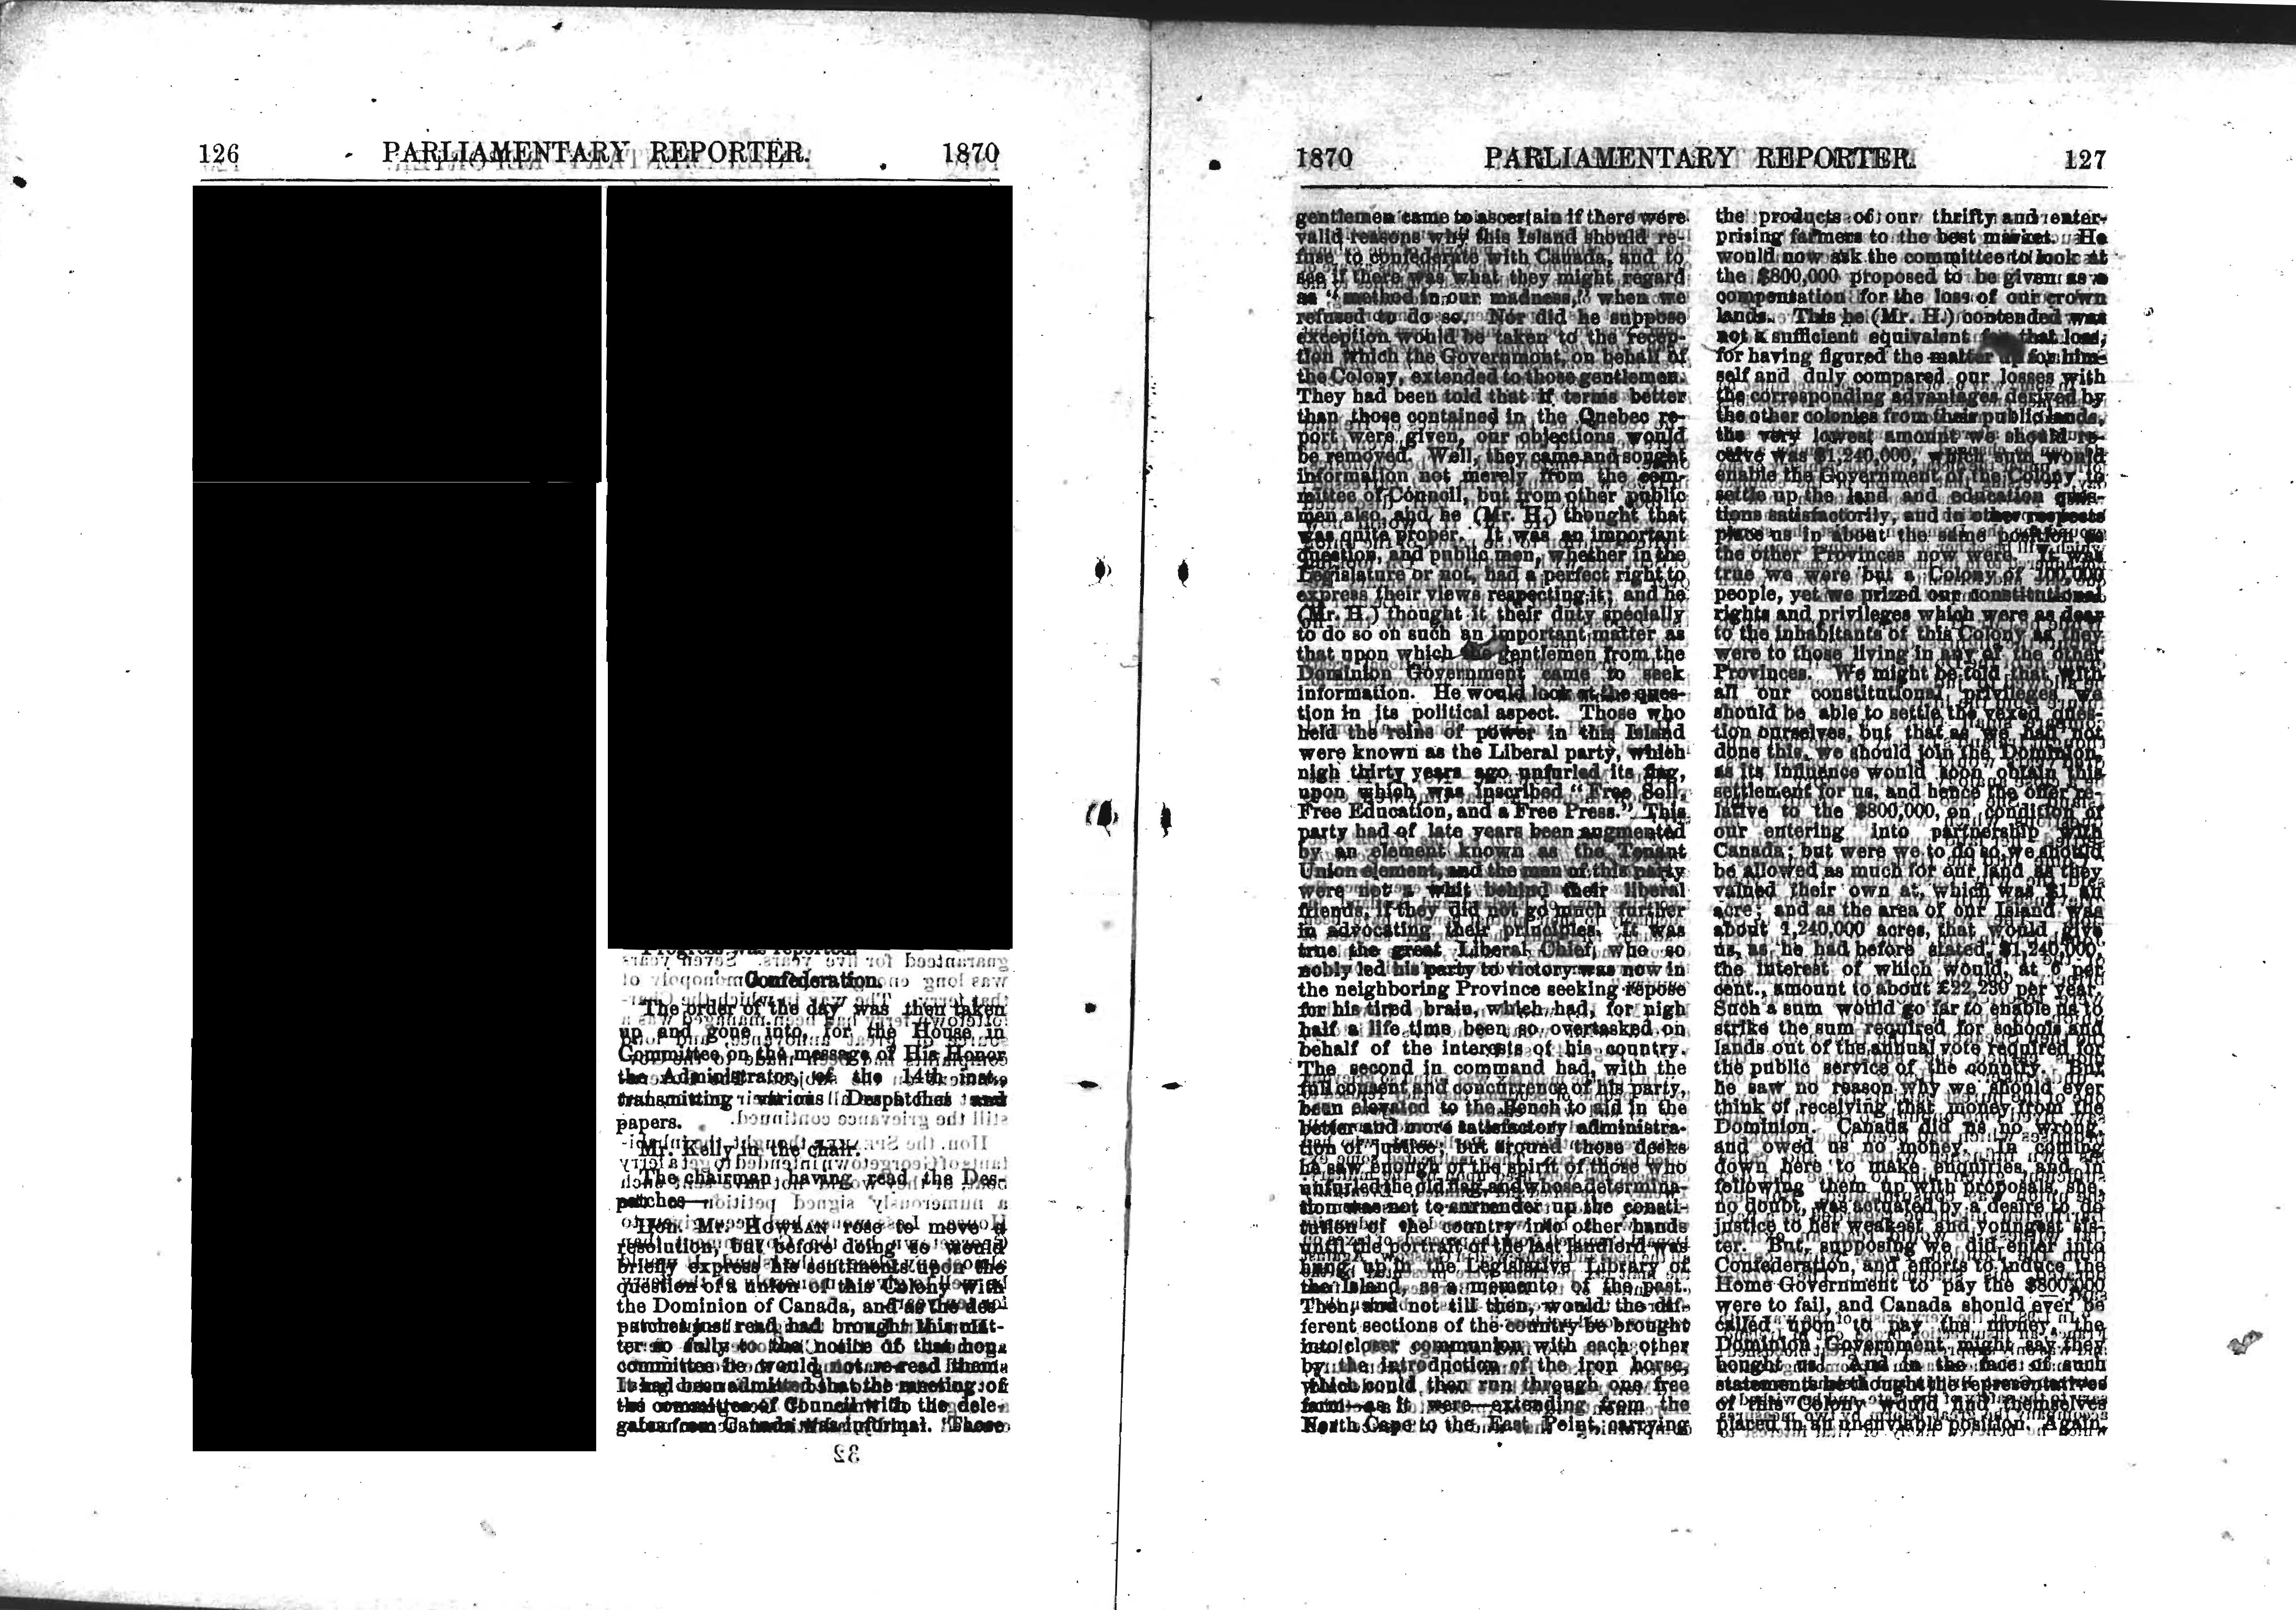 126 PARLIAMENTARY REPORTER. 1870
Progress was reported.
Confederation.
The order of the day was then taken
up and gone into, for the House in
Committee on the message of His Honor
the Administrator, of the 14th inst.,
transmitting various Despatches and
papers.
Mr. Kelly in the chair.
The chairman having read the Des-
patches—
Hon. Mr. HOWLAN rose to move a
resolution, but before doing so would
briefly express his sentiments upon the
question of a union of this Colony with
the Dominion of Canada, and as the des-
patches just read had brought this mat-
ter so fully to the notice of that hon.
committee he would not re-read them.
It had been admitted that the meeting of
the committee of Council with the dele-
gates from Canada was informal. Those
32
1870 PARLIAMENTARY REPORTER. 127
gentlemen came to ascertain if there were
valid reasons why this Island should re-
fuse to confederate with Canada, and to
see if there was what they might regard
as "method in our madness," when we
refused to do so. Nor did he suppose
exception would be taken to the recep-
tion which the Government, on behalf of
the Colony, extended to those gentlemen.
They had been told that if terms better
than those contained in the Quebec re-
port were given, our objections would
be removed. Well, they came and sought
information not merely from the com-
mittee of Council, but from other public
men also, and he (Mr. H.) thought that
was quite proper. It was an important
question, and public men, whether in the
Legislature or not, had a perfect right to
express their views respecting it; and he
(Mr. H.) thought it their duty specially
to do so on such an important matter as
that upon which the gentlemen from the
Dominion Government came to seek
information. He would look at the ques-
tion in its political aspect. Those who
held the reins of power in this Island
were known as the Liberal party, which
nigh thirty years ago unfurled its flag,
upon which was inscribed "Free Soil,
Free Education, and a Free Press." This
party had of late years been augmented
by an element known as the Tenant
Union element, and the men of this party
were not a whit behind their liberal
friends, if they did not go much further
in advocating their principles. It was
true the great Liberal Chief, who so
nobly led his party to victory was now in
the neighboring Province seeking repose
for his tired brain, which had, for nigh
half a life time been so overtasked on
behalf of the interests of his country.
The second in command had, with the
full consent and concurrence of his party,
been elevated to the Bench to aid in the
better and more satisfactory administra-
tion of justice; but around those desks
he saw enough of the spirit of those who
unfurled the old flag, and whose determina-
tion was not to surrender up the consti-
tution of the country into other hands
until the portrait of the last landlord was
hung up in the Legislative Library of
the Island, as a memento of the past.
Then, and not till then, would the dif-
ferent sections of the country be brought
into closer communion with each other
by the introduction of the iron horse,
which could then run through one free
farm—as it were—extending from the
North Cape to the East Point, carrying
the products of our thrifty and enter-
prising farmers to the best market. He
would now ask the committee to look at
the $800,000 proposed to be given as a
compensation for the loss of our crown
lands. This he (Mr. H.) contended was
not a sufficient equivalent for that loss;
for having figured the matter up for him-
self and duly compared our losses with
the corresponding advantages derived by
the other colonies from their public lands,
the very lowest amount we should re-
ceive was $1,240,000, which sum would
enable the Government of the Colony to
settle up the land and education ques-
tions satisfactorily, and in other respects
place us in about the same position as
the other Provinces now were. It was
true we were but a Colony of 100,000
people, yet we prized our constitutional
rights and privileges which were as dear
to the inhabitants of this Colony as they
were to those living in any of the other
Provinces. We might be told that with
all our constitutional privileges we
should be able to settle the vexed ques-
tion ourselves, but that as we had not
done this, we should join the Dominion,
as its influence would soon obtain this
settlement for us, and hence the offer re-
lative to the $800,000, on condition of
our entering into partnership with
Canada; but were we to do so, we should
be allowed as much for our land as they
valued their own at, which was $1 an
acre; and as the area of our Island was
about 1,240,000 acres, that would give
us, as he had before stated, $1,240,000,
the interest of which would, at 6 per
cent., amount to about £22,230 per year.
Such a sum would go far to enable us to
strike the sum required for schools and
lands out of the annual vote required for
the public service of the country. But
he saw no reason why we should ever
think of receiving that money from the
Dominion. Canada did us no wrong,
and owed us no money. In coming
down here to make enquiries, and in
following them up with proposals, she,
no doubt, was actuated by a desire to do
justice to her weakest and youngest sis-
ter. But, supposing we did enter into
Confederation, and efforts to induce the
Home Government to pay the $800,000
were to fail, and Canada should ever be
called upon to pay the money, the
Dominion Government might say they
bought us! And in the face of such
statements he thought the representatives
of this Colony would find themselves
placed in an unenviable position. Again,